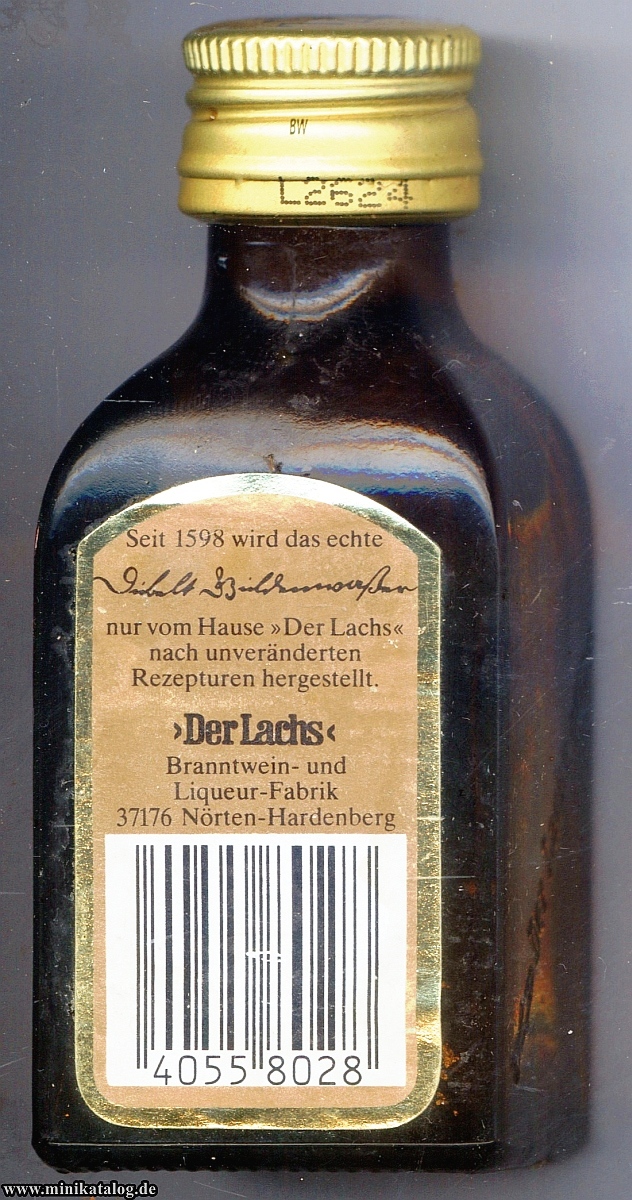 BW
L2624
Seit 1598 wird das echte
nur vom Hause »Der Lachs«
nach unveränderten
Rezepturen hergestellt.
›Der Lachs‹
Branntwein- und
Liqueur-Fabrik
37176 Nörten-Hardenberg
4055 8028
www.minikatalog.de